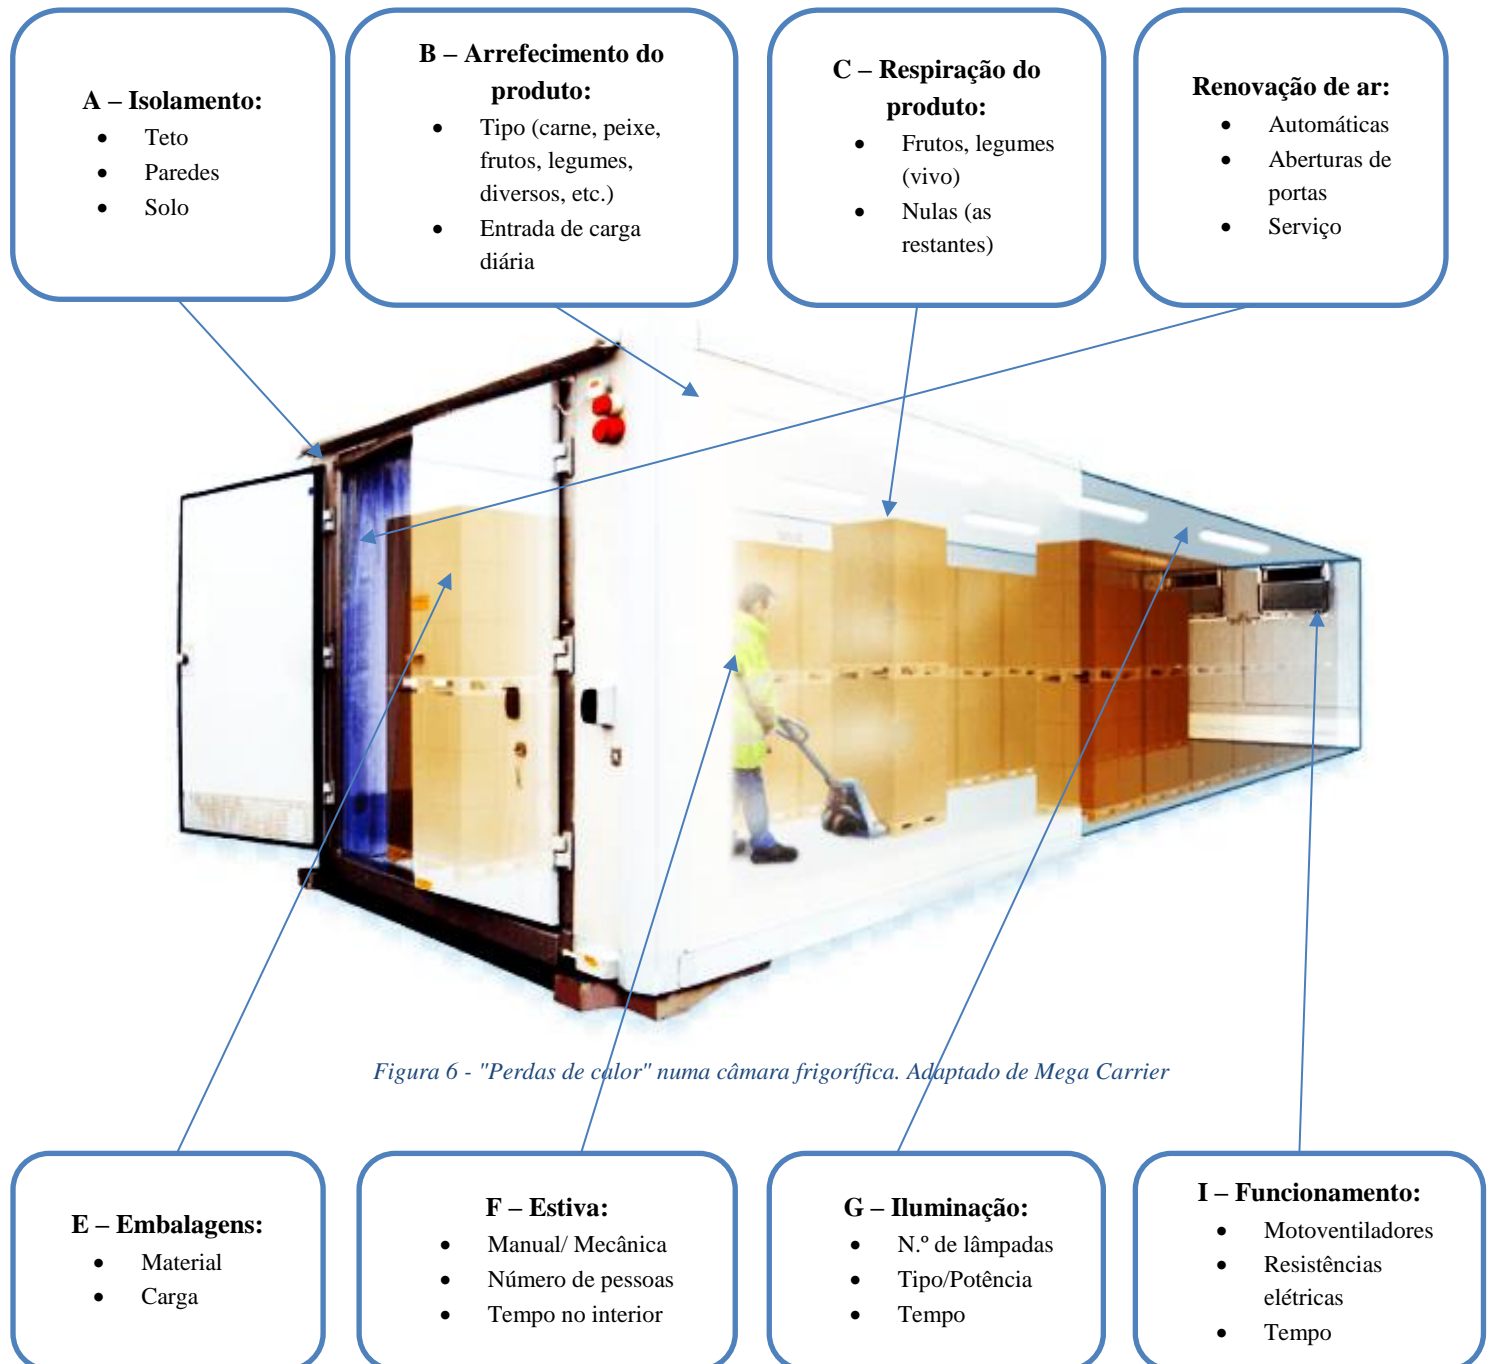 A – Isolamento:
• Teto
• Paredes
• Solo
B – Arrefecimento do
produto:
• Tipo (carne, peixe,
frutos, legumes,
diversos, etc.)
• Entrada de carga
diária
C – Respiração do
produto:
• Frutos, legumes
(vivo)
• Nulas (as
restantes)
Renovação de ar:
• Automáticas
• Aberturas de
portas
• Serviço
Figura 6 - "Perdas de calor" numa câmara frigorífica. Adaptado de Mega Carrier
E – Embalagens:
• Material
• Carga
F – Estiva:
• Manual/ Mecânica
• Número de pessoas
• Tempo no interior
G – Iluminação:
• N.º de lâmpadas
• Tipo/Potência
• Tempo
I – Funcionamento:
• Motoventiladores
• Resistências
elétricas
• Tempo